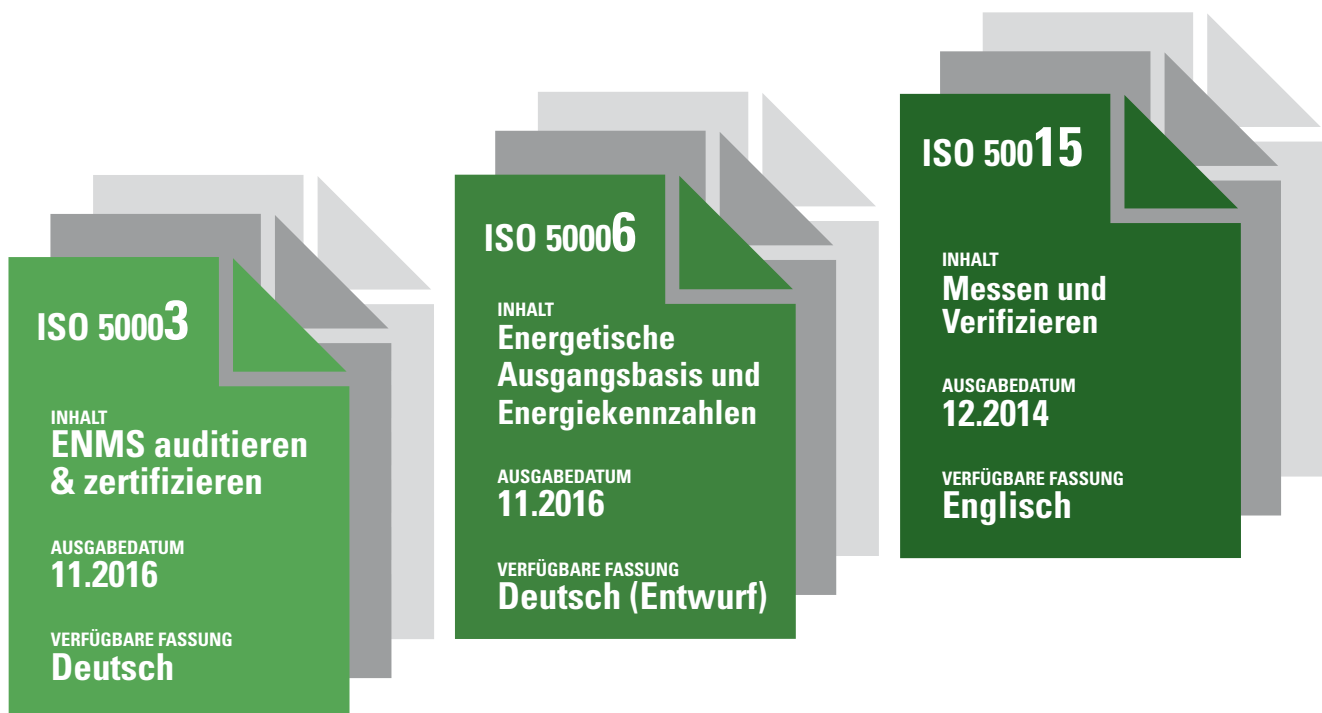 ISO 50003
INHALT
ENMS auditieren
& zertifizieren
AUSGABEDATUM
11.2016
VERFÜGBARE FASSUNG
Deutsch
ISO 50006
INHALT
Energetische
Ausgangsbasis und
Energiekennzahlen
AUSGABEDATUM
11.2016
VERFÜGBARE FASSUNG
Deutsch (Entwurf)
ISO 50015
INHALT
Messen und
Verifizieren
AUSGABEDATUM
12.2014
VERFÜGBARE FASSUNG
Englisch